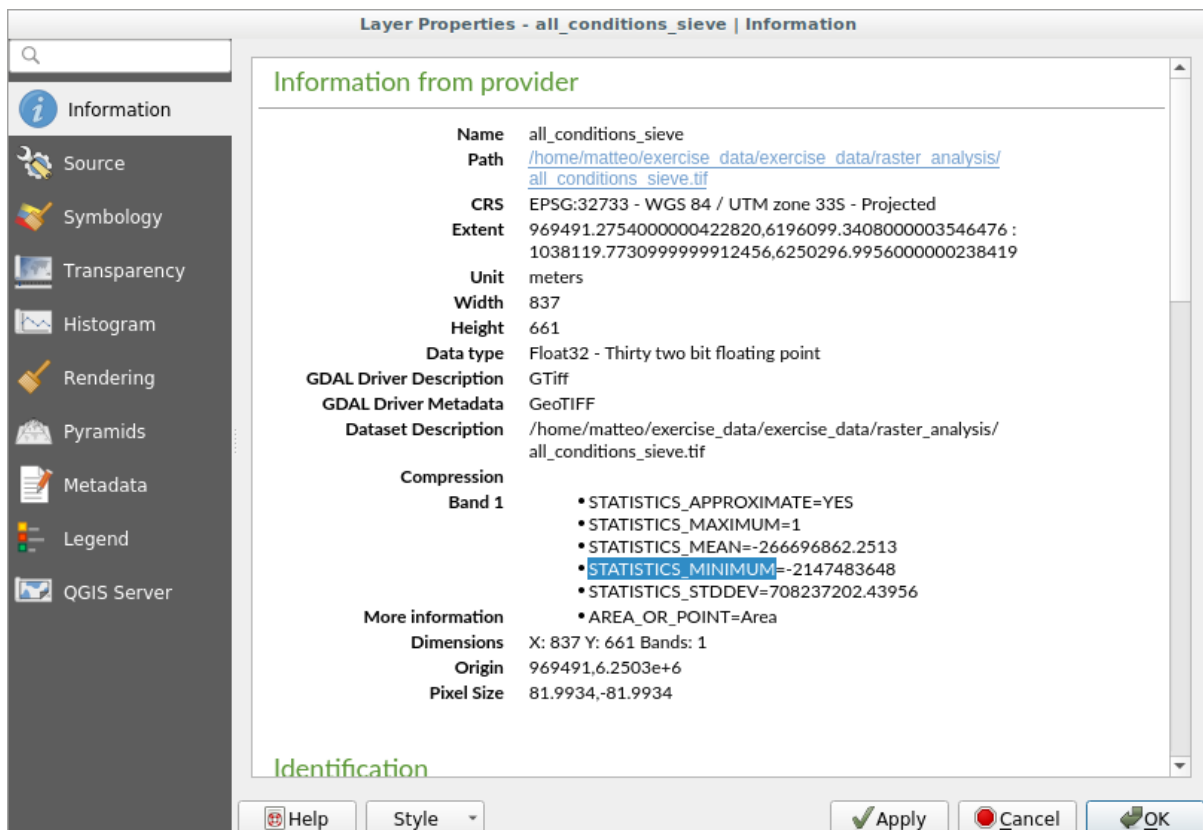 Layer Properties - all_conditions_sieve | Information
Information
Source
Symbology
Transparency
Histogram
Rendering
Pyramids
Metadata
Legend
QGIS Server
Information from provider
Name all_conditions_sieve
Path /home/matteo/exercise_data/exercise_data/raster_analysis/
all_conditions_sieve.tif
CRS EPSG:32733 - WGS 84 / UTM zone 33S - Projected
Extent 969491.2754000000422820,6196099.3408000003546476 :
1038119.7730999999912456,6250296.9956000000238419
Unit meters
Width 837
Height 661
Data type Float32 - Thirty two bit floating point
GDAL Driver Description GTiff
GDAL Driver Metadata GeoTIFF
Dataset Description /home/matteo/exercise_data/exercise_data/raster_analysis/
all_conditions_sieve.tif
Compression
Band 1 • STATISTICS_APPROXIMATE=YES
• STATISTICS_MAXIMUM=1
• STATISTICS_MEAN=-266696862.2513
• STATISTICS_MINIMUM=-2147483648
• STATISTICS_STDDEV=708237202.43956
More information • AREA_OR_POINT=Area
Dimensions X: 837 Y: 661 Bands: 1
Origin 969491,6.2503e+6
Pixel Size 81.9934,-81.9934
Identification
Help Style Apply Cancel OK